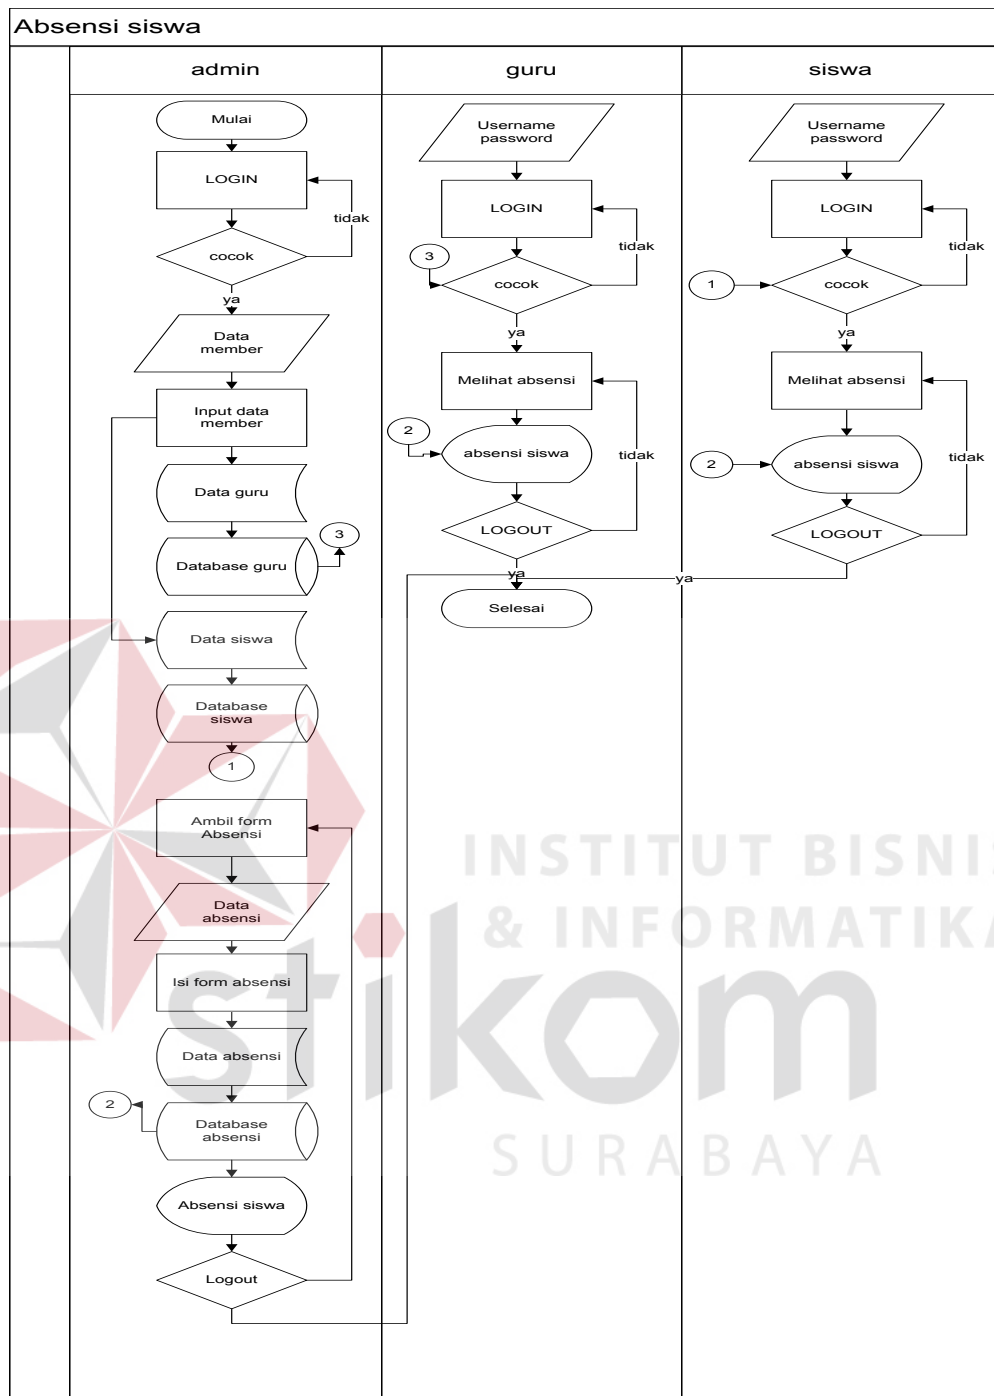 Absensi siswa
admin
guru
siswa
Mulai
LOGIN
tidak
cocok
ya
Data
member
Input data
member
Data guru
3
Database guru
Data siswa
Database
siswa
1
Ambil form
Absensi
Data
absensi
Isi form absensi
Data absensi
2
Database
absensi
Absensi siswa
Logout
Username
password
LOGIN
tidak
3
cocok
ya
Melihat absensi
2
absensi siswa
tidak
LOGOUT
ya
Selesai
Username
password
LOGIN
tidak
1
cocok
ya
Melihat absensi
2
absensi siswa
tidak
LOGOUT
ya
INSTITUT BISNIS
& INFORMATIKA
stikom
SURABAYA